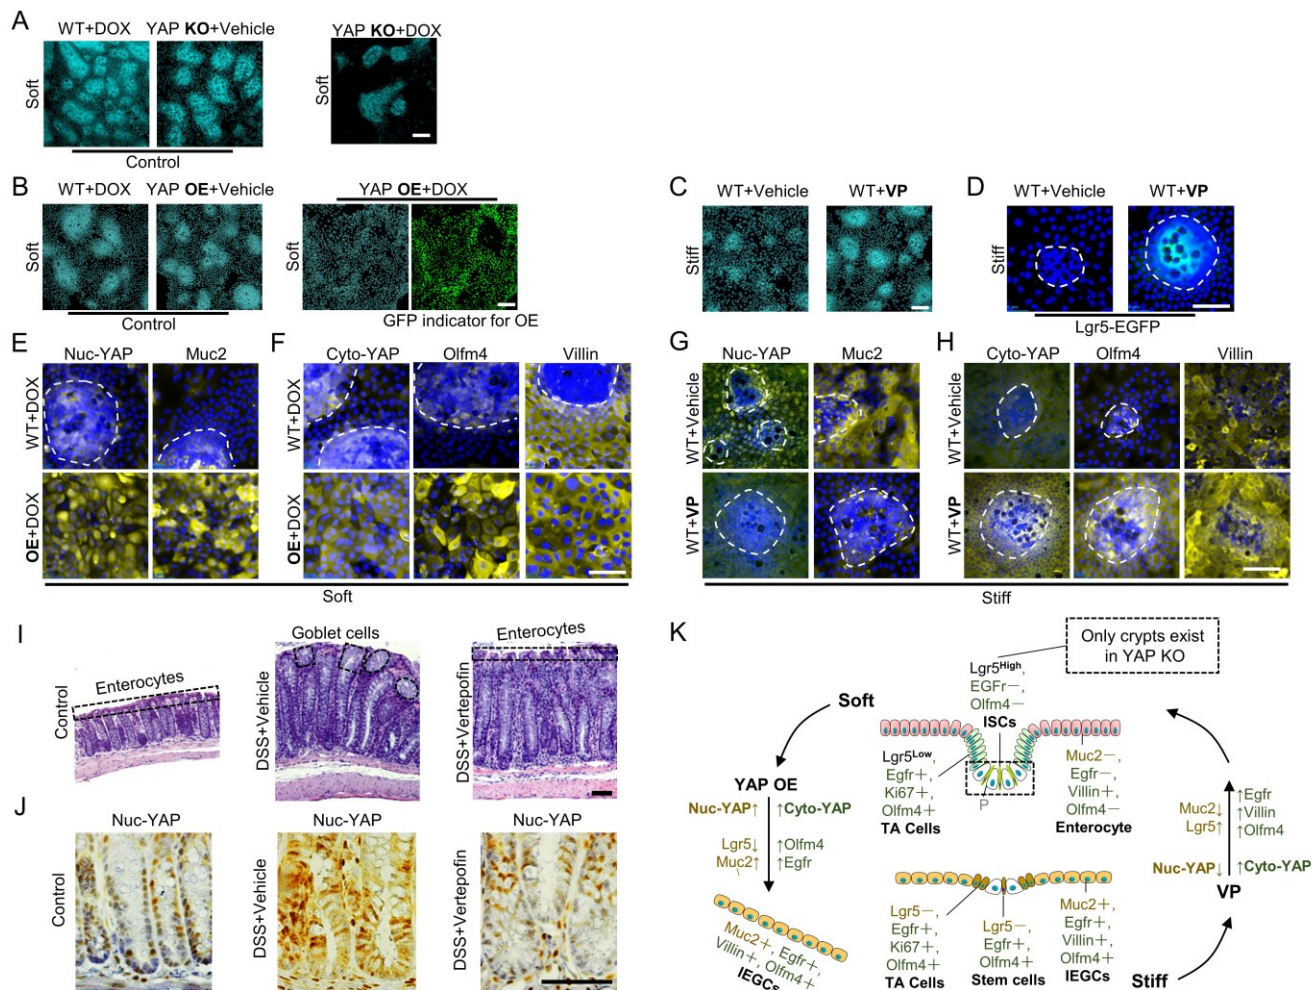 A
WT+DOX
YAP KO+Vehicle
YAP KO+DOX
Soft
Soft
Control
B
WT+DOX
YAP OE+Vehicle
YAP OE+DOX
Soft
Soft
Control
GFP indicator for OE
C
WT+Vehicle
WT+VP
Stiff
D
WT+Vehicle
WT+VP
Stiff
Lgr5-EGFP
E
Nuc-YAP
Muc2
WT+DOX
OE+DOX
F
Cyto-YAP
Olfm4
Villin
WT+DOX
OE+DOX
Soft
G
Nuc-YAP
Muc2
WT+Vehicle
WT+VP
H
Cyto-YAP
Olfm4
Villin
WT+Vehicle
WT+VP
Stiff
I
Control
Enterocytes
DSS+Vehicle
Goblet cells
DSS+Vertepofin
Enterocytes
J
Nuc-YAP
Nuc-YAP
Nuc-YAP
Control
DSS+Vehicle
DSS+Vertepofin
K
Only crypts exist
in YAP KO
Lgr5High,
EGFr−,
Olfm4−
ISCs
Soft
Lgr5Low,
Egfr+,
Ki67+,
Olfm4+
TA Cells
P
Muc2−,
Egfr−,
Villin+,
Olfm4−
Enterocyte
YAP OE
Nuc-YAP↑
↑Cyto-YAP
Lgr5↓
Muc2↑
↑Olfm4
↑Egfr
Muc2+, Egfr+,
Villin+, Olfm4+
IEGCs
Lgr5−,
Egfr+,
Ki67+,
Olfm4+
TA Cells
Lgr5−,
Egfr+,
Olfm4+
Stem cells
Muc2+,
Egfr+,
Villin+,
Olfm4+
IEGCs
Stiff
VP
Nuc-YAP↓
↑Cyto-YAP
Muc2↓
Lgr5↑
↑Egfr
↑Villin
↑Olfm4